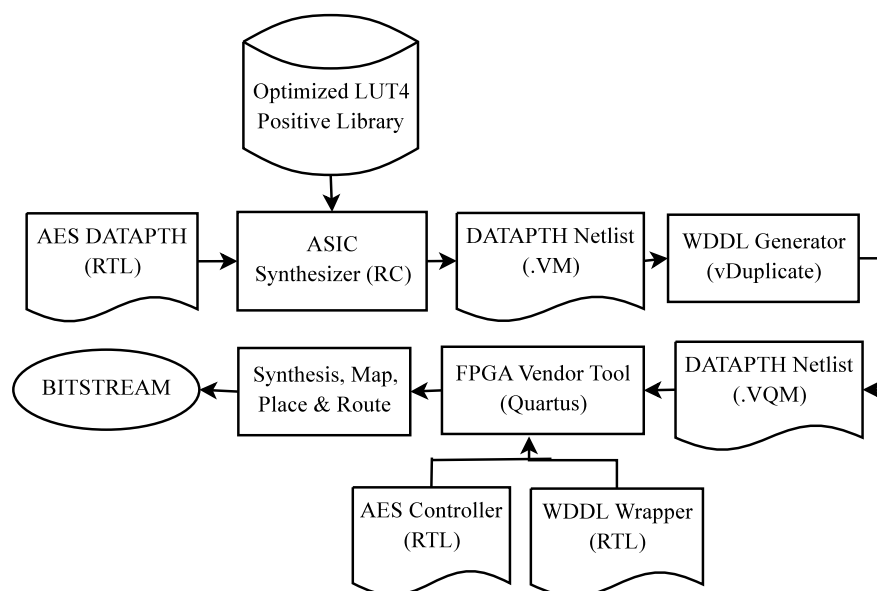 Optimized LUT4
Positive Library
AES DATAPTH
(RTL)
ASIC
Synthesizer (RC)
DATAPTH Netlist
(.VM)
WDDL Generator
(vDuplicate)
BITSTREAM
Synthesis, Map,
Place & Route
FPGA Vendor Tool
(Quartus)
DATAPTH Netlist
(.VQM)
AES Controller
(RTL)
WDDL Wrapper
(RTL)